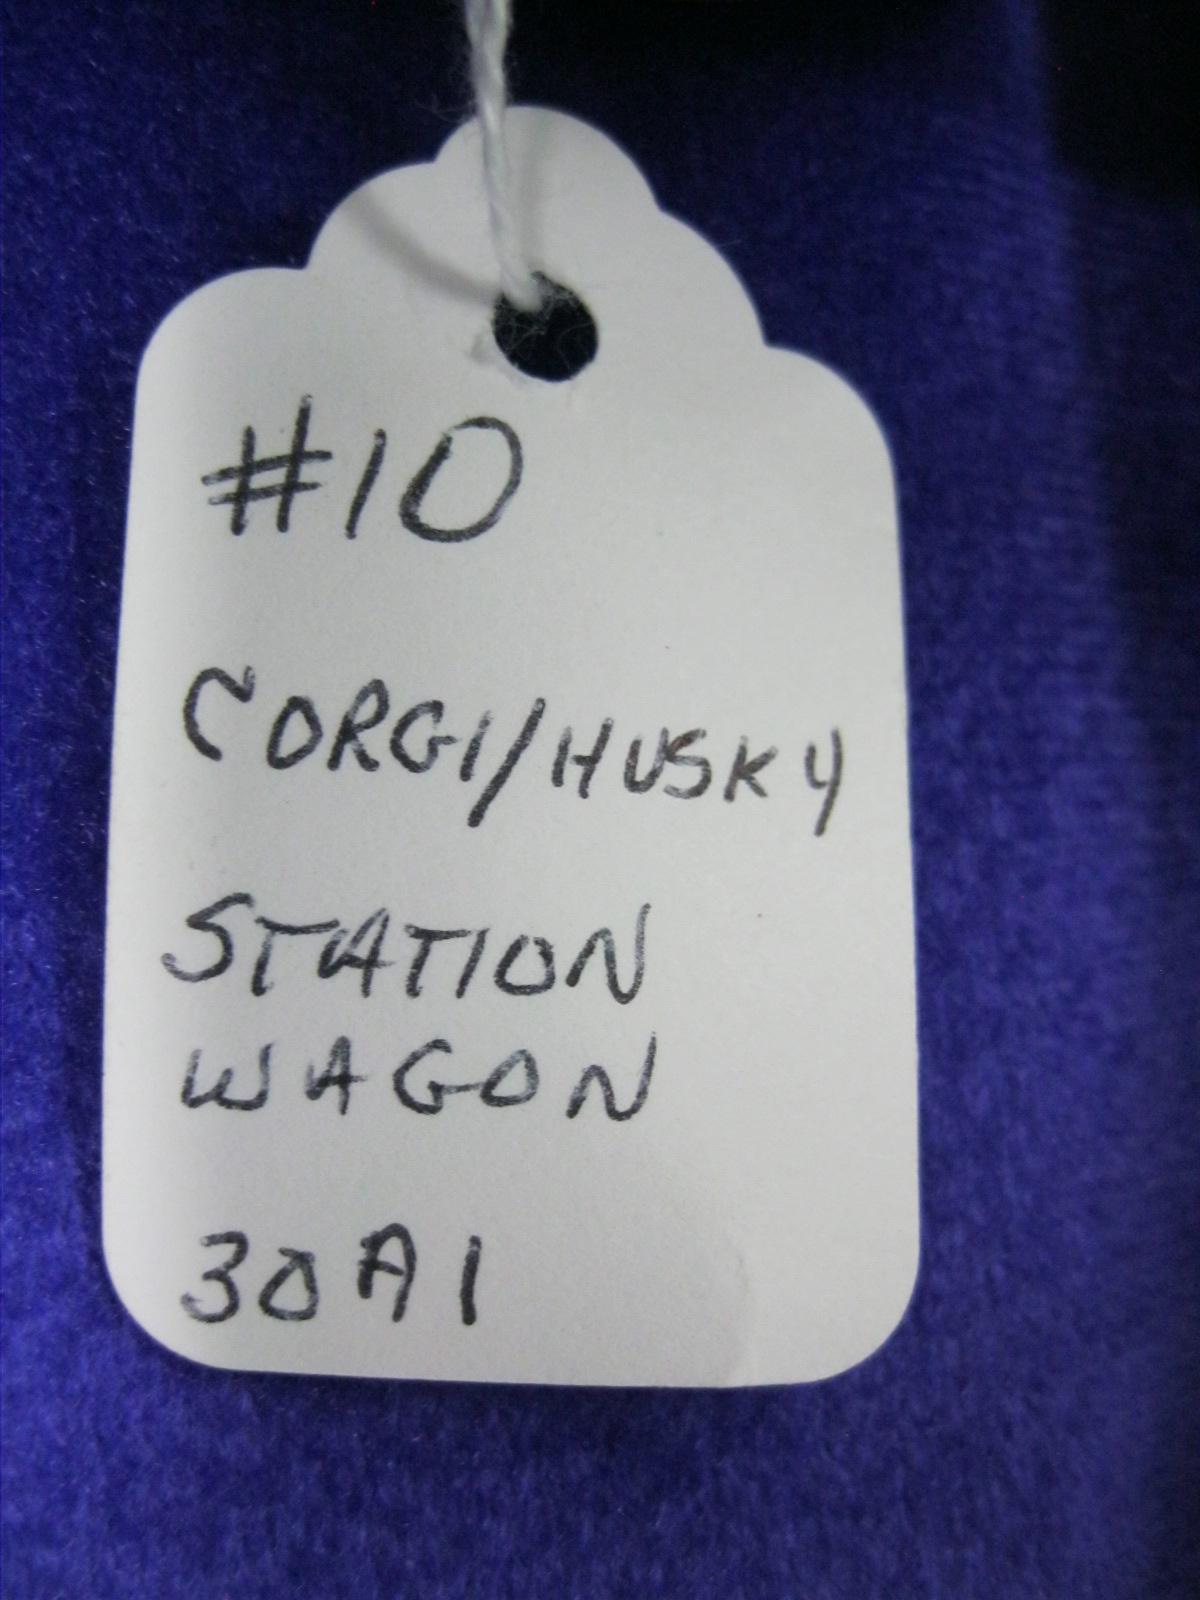 #10
CORGI/HUSKY
STATION
WAGON
30A1